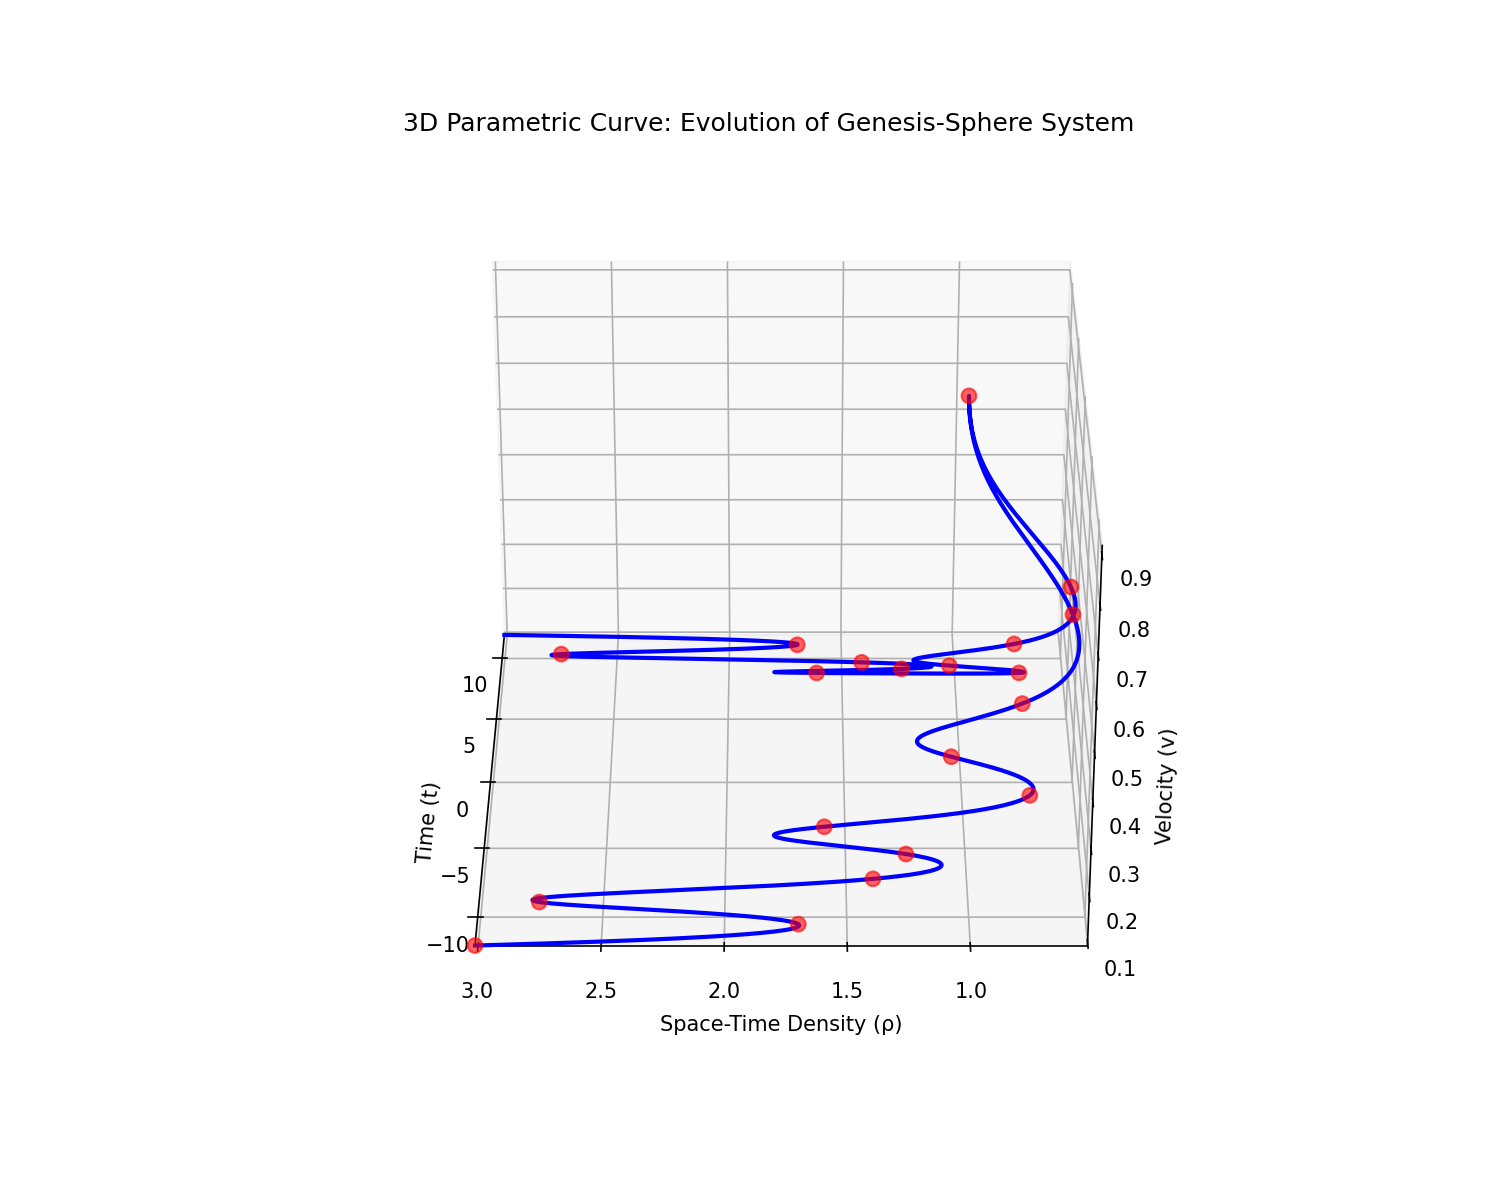 3D Parametric Curve: Evolution of Genesis-Sphere System
0.9
0.8
10
0.7
5
0.6
Time (t)
0
0.5
Velocity (v)
0.4
−5
0.3
0.2
−10
0.1
3.0 2.5 2.0 1.5 1.0
Space-Time Density (ρ)